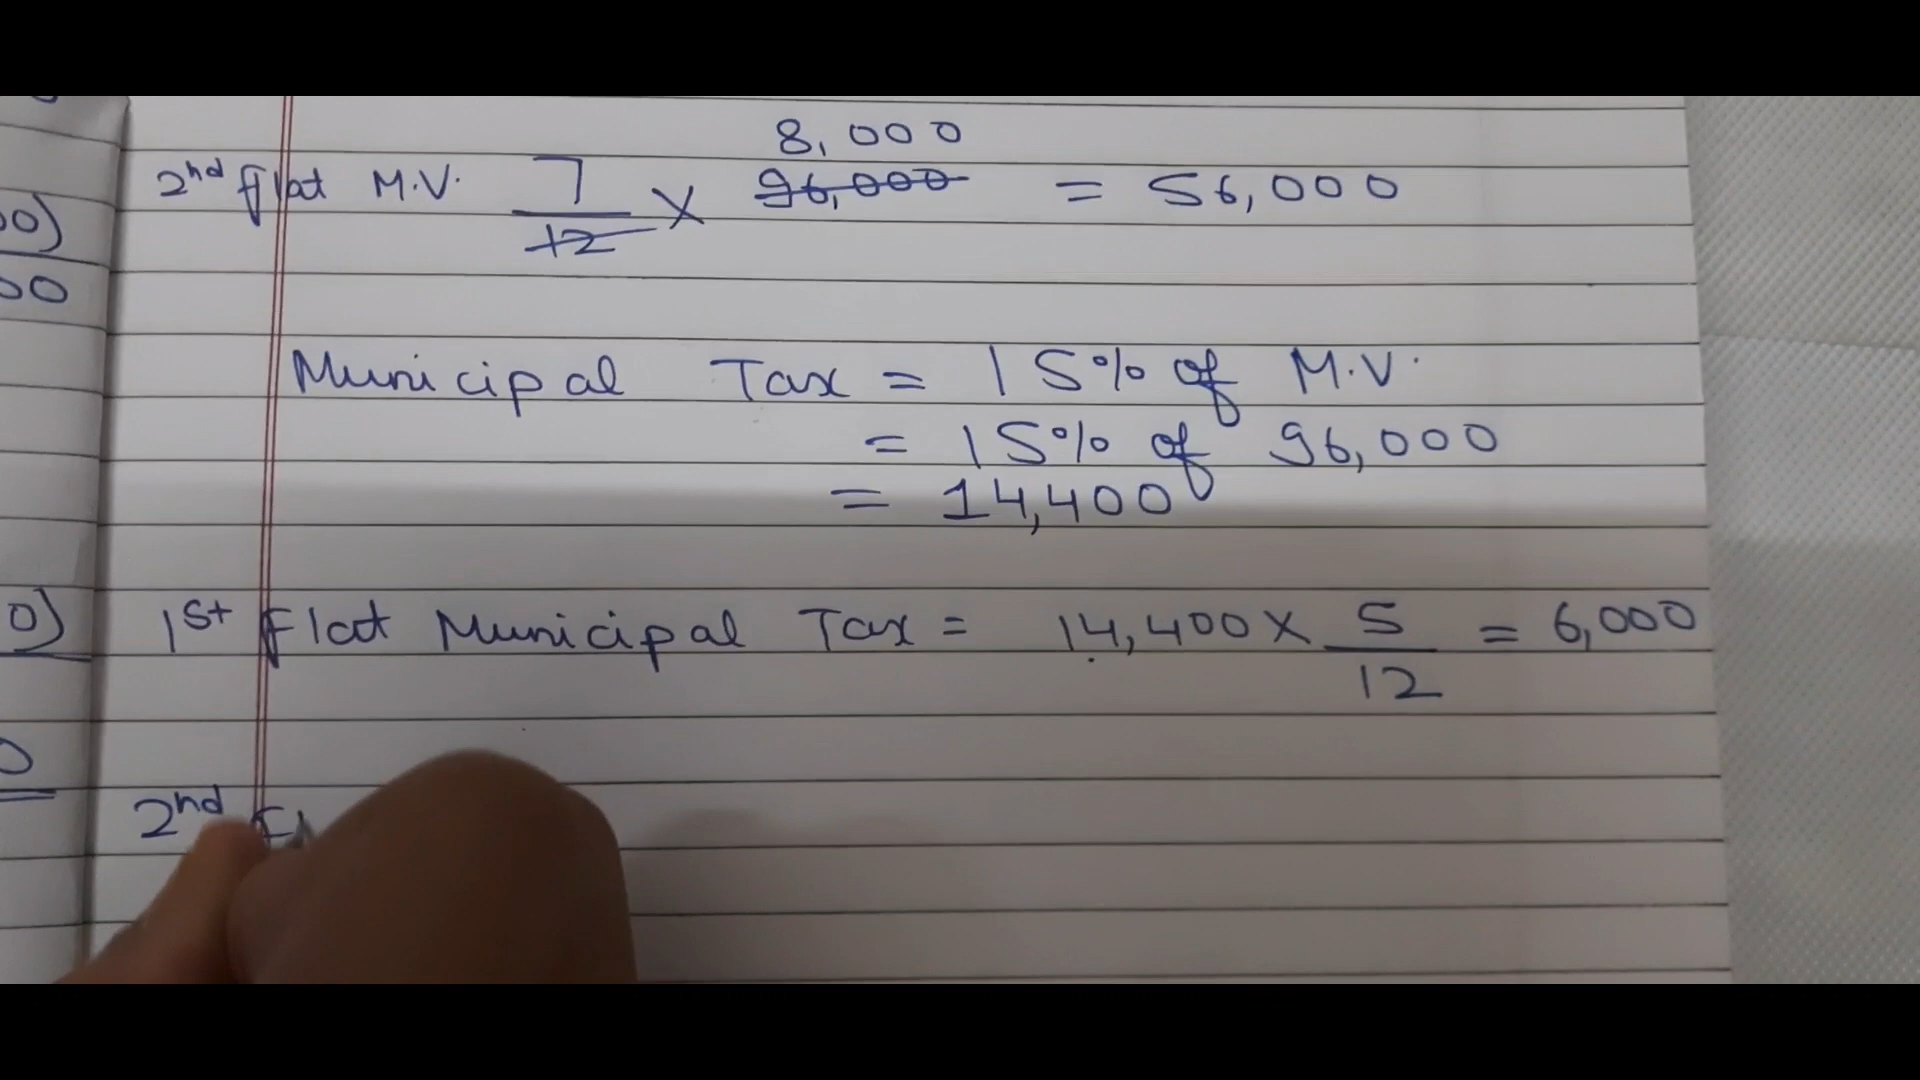 8,000
2nd flat M.V. 7/12 × 96,000 = 56,000
Municipal Tax = 15% of M.V.
= 15% of 96,000
= 14,400
1st Flat Municipal Tax = 14,400 × 5/12 = 6,000
2nd